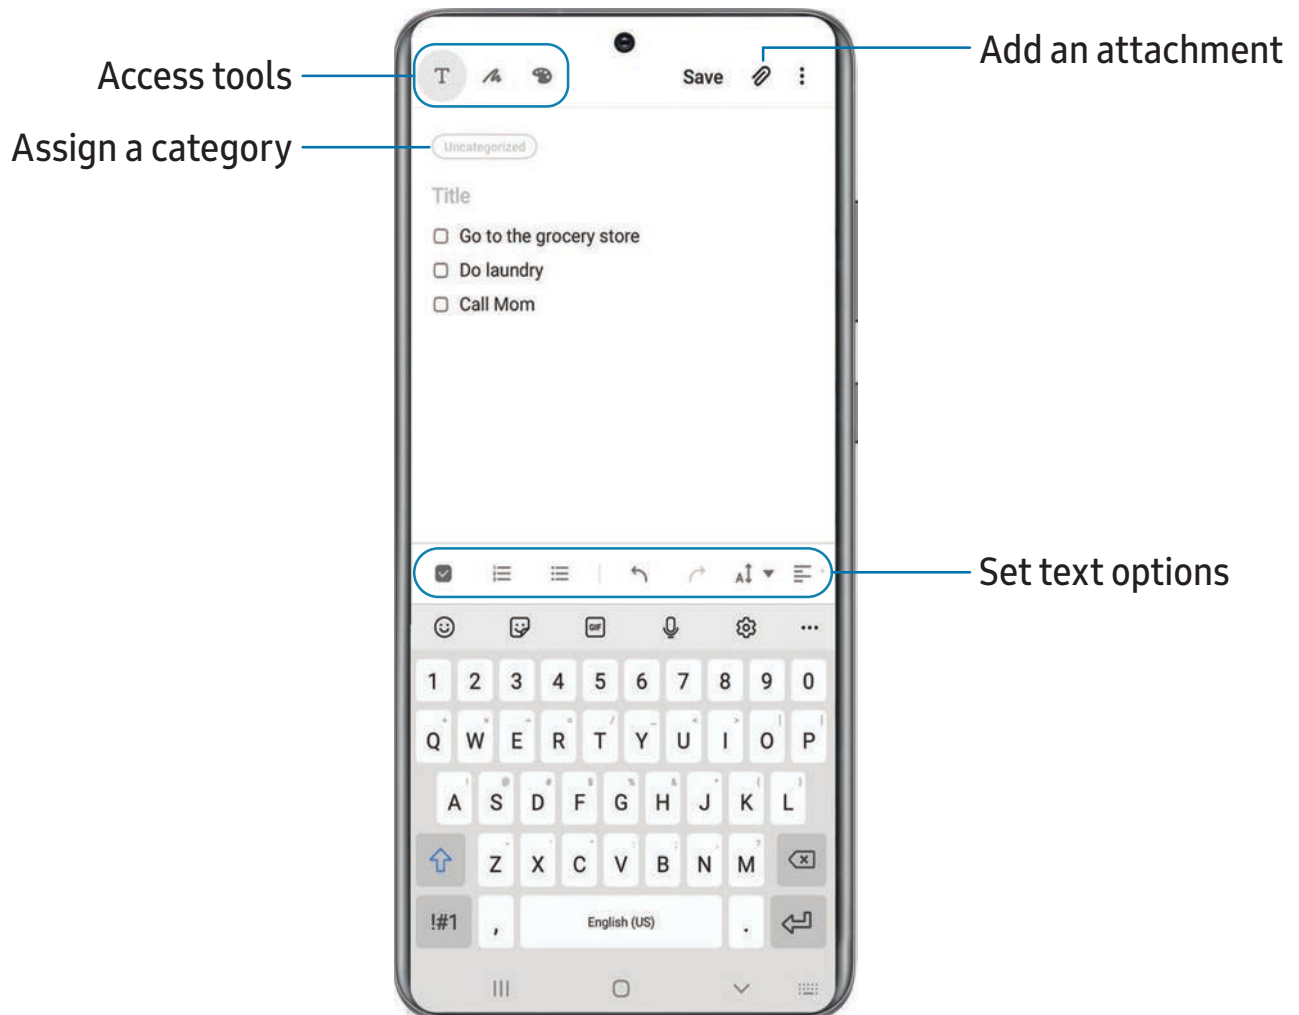 Add an attachment
Access tools
T
Save
Assign a category
Uncategorized
Title
Go to the grocery store
Do laundry
Call Mom
A
Set text options
GIF
1 2 3 4 5 6 7 8 9 0
Q W E R T Y U I O P
A S D F G H J K L
Z X C V B N M
!#1 , English (US) .